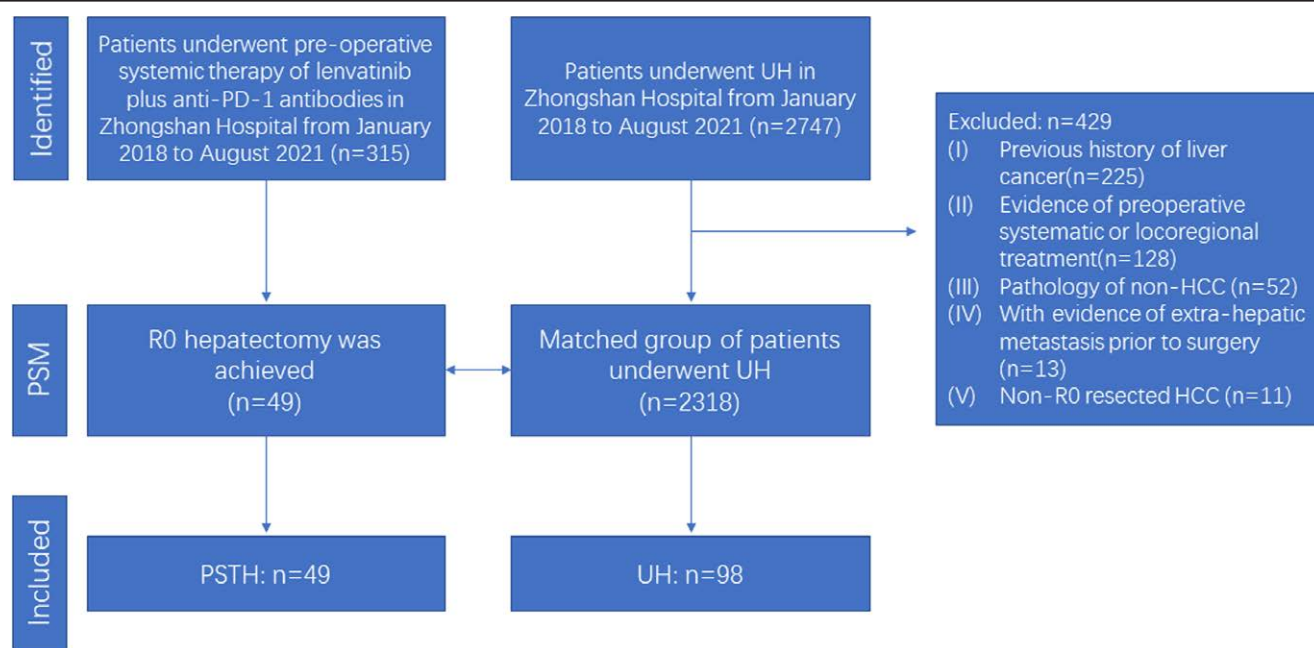 Identified
Patients underwent pre-operative
systemic therapy of lenvatinib
plus anti-PD-1 antibodies in
Zhongshan Hospital from January
2018 to August 2021 (n=315)
Patients underwent UH in
Zhongshan Hospital from January
2018 to August 2021 (n=2747)
Excluded: n=429
(I) Previous history of liver
cancer(n=225)
(II) Evidence of preoperative
systematic or locoregional
treatment(n=128)
(III) Pathology of non-HCC (n=52)
(IV) With evidence of extra-hepatic
metastasis prior to surgery
(n=13)
(V) Non-R0 resected HCC (n=11)
PSM
R0 hepatectomy was
achieved
(n=49)
Matched group of patients
underwent UH
(n=2318)
Included
PSTH: n=49
UH: n=98